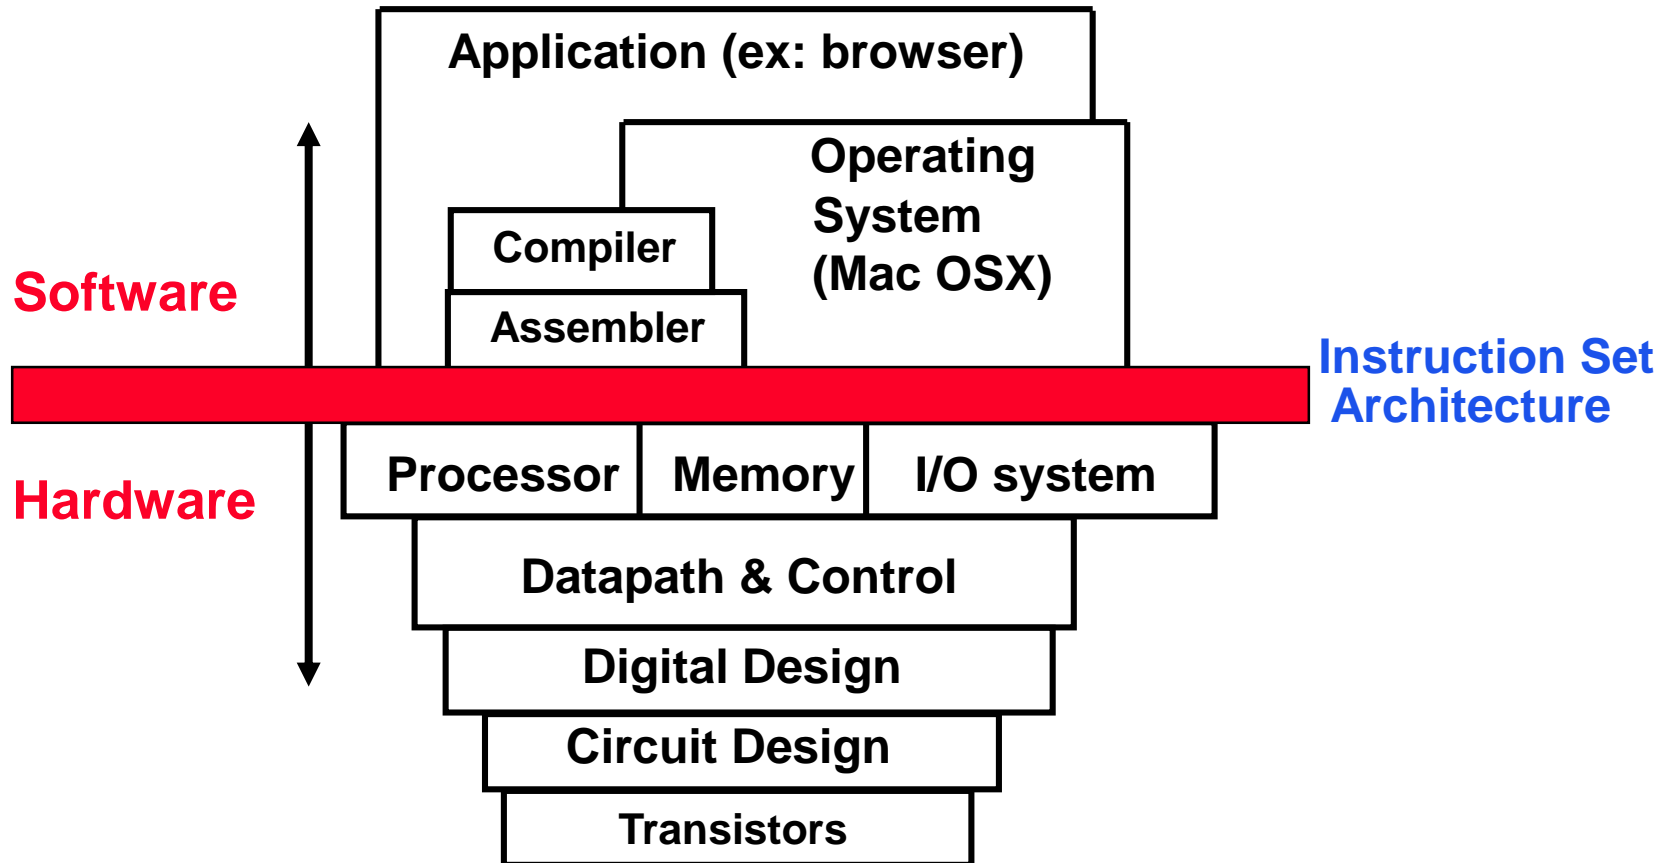 Application (ex: browser)
Operating
System
(Mac OSX)
Compiler
Assembler
Software
Instruction Set
Architecture
Hardware
Processor
Memory
I/O system
Datapath & Control
Digital Design
Circuit Design
Transistors